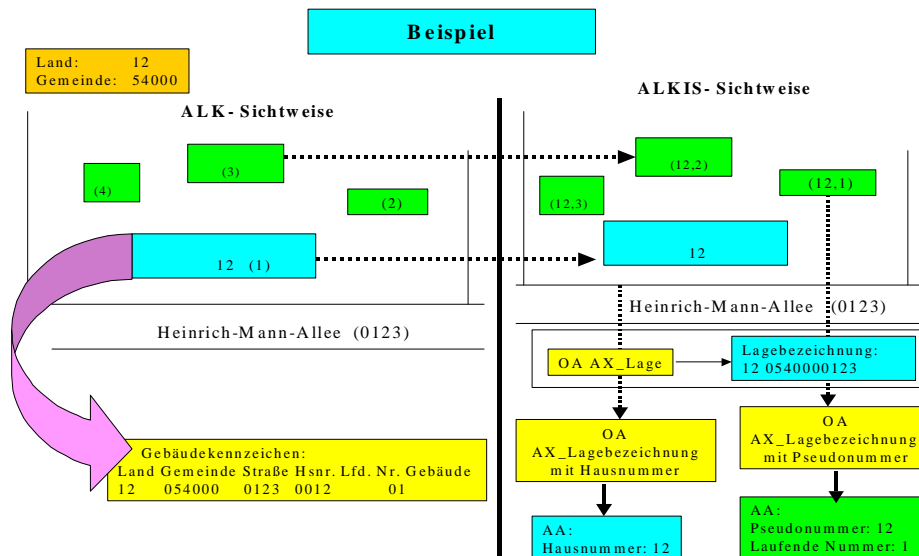 Beispiel
Land: 12
Gemeinde: 54000
ALK- Sichtweise
ALKIS- Sichtweise
(4)
(3)
(2)
12 (1)
Heinrich-Mann-Allee (0123)
Gebäudekennzeichen:
Land Gemeinde Straße Hsnr. Lfd. Nr. Gebäude
12 054000 0123 0012 01
(12,2)
(12,3)
(12,1)
12
Heinrich-Mann-Allee (0123)
OA AX_Lage
Lagebezeichnung:
12 0540000123
OA
AX_Lagebezeichnung
mit Hausnummer
OA
AX_Lagebezeichnung
mit Pseudonummer
AA:
Hausnummer: 12
AA:
Pseudonummer: 12
Laufende Nummer: 1